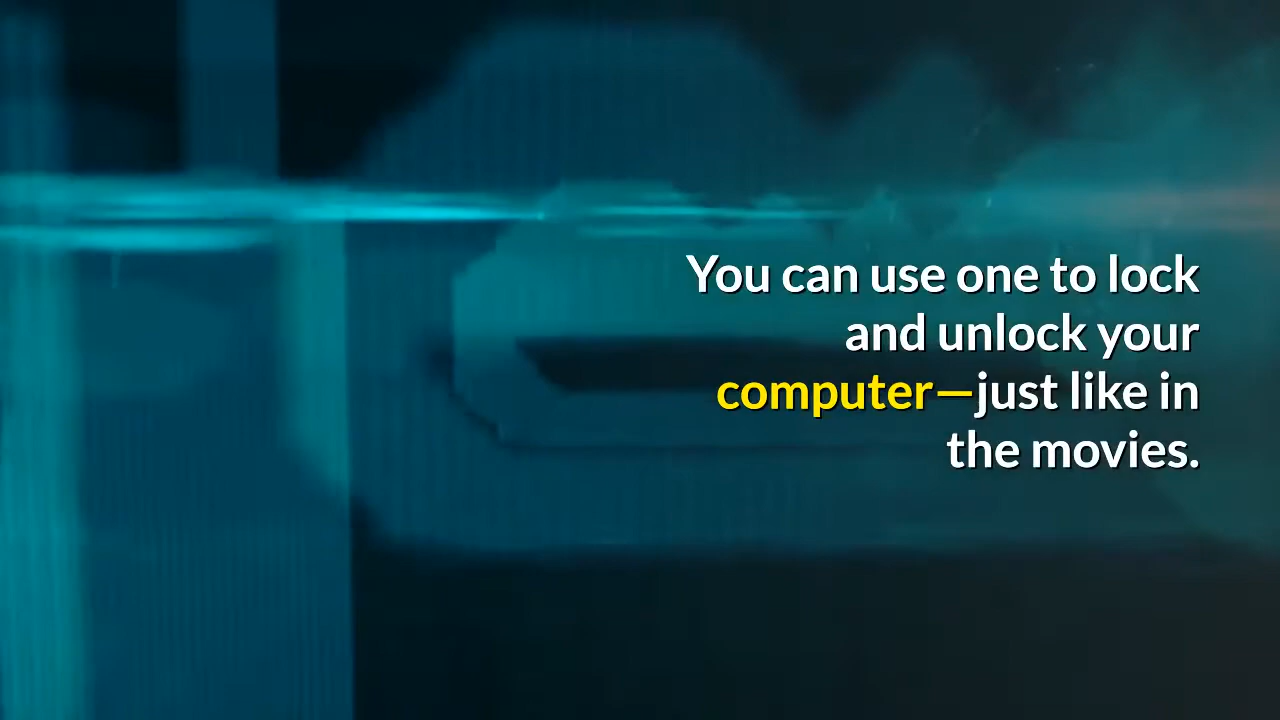 You can use one to lock
and unlock your
computer—just like in
the movies.